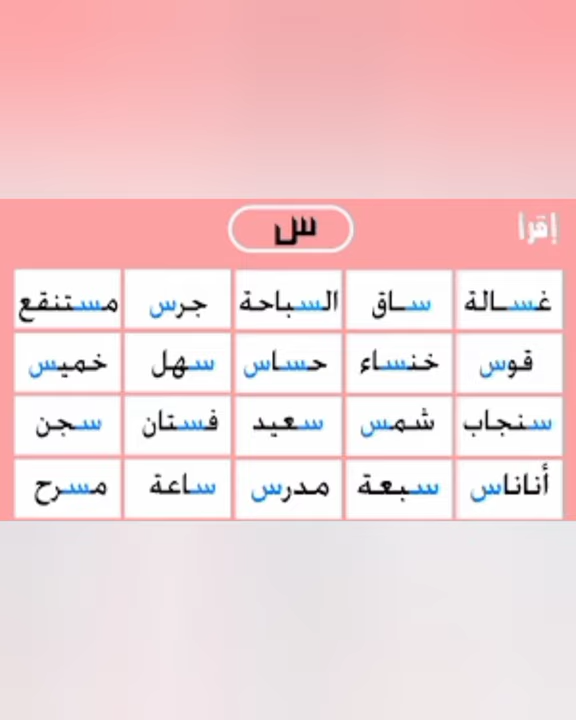 إقرأ
س
غسالة ساق السباحة جرس مستنقع
قوس خنساء حساس سهل خميس
سنجاب شمس سعيد فستان سجن
أناناس سبعة مدرس ساعة مسرح